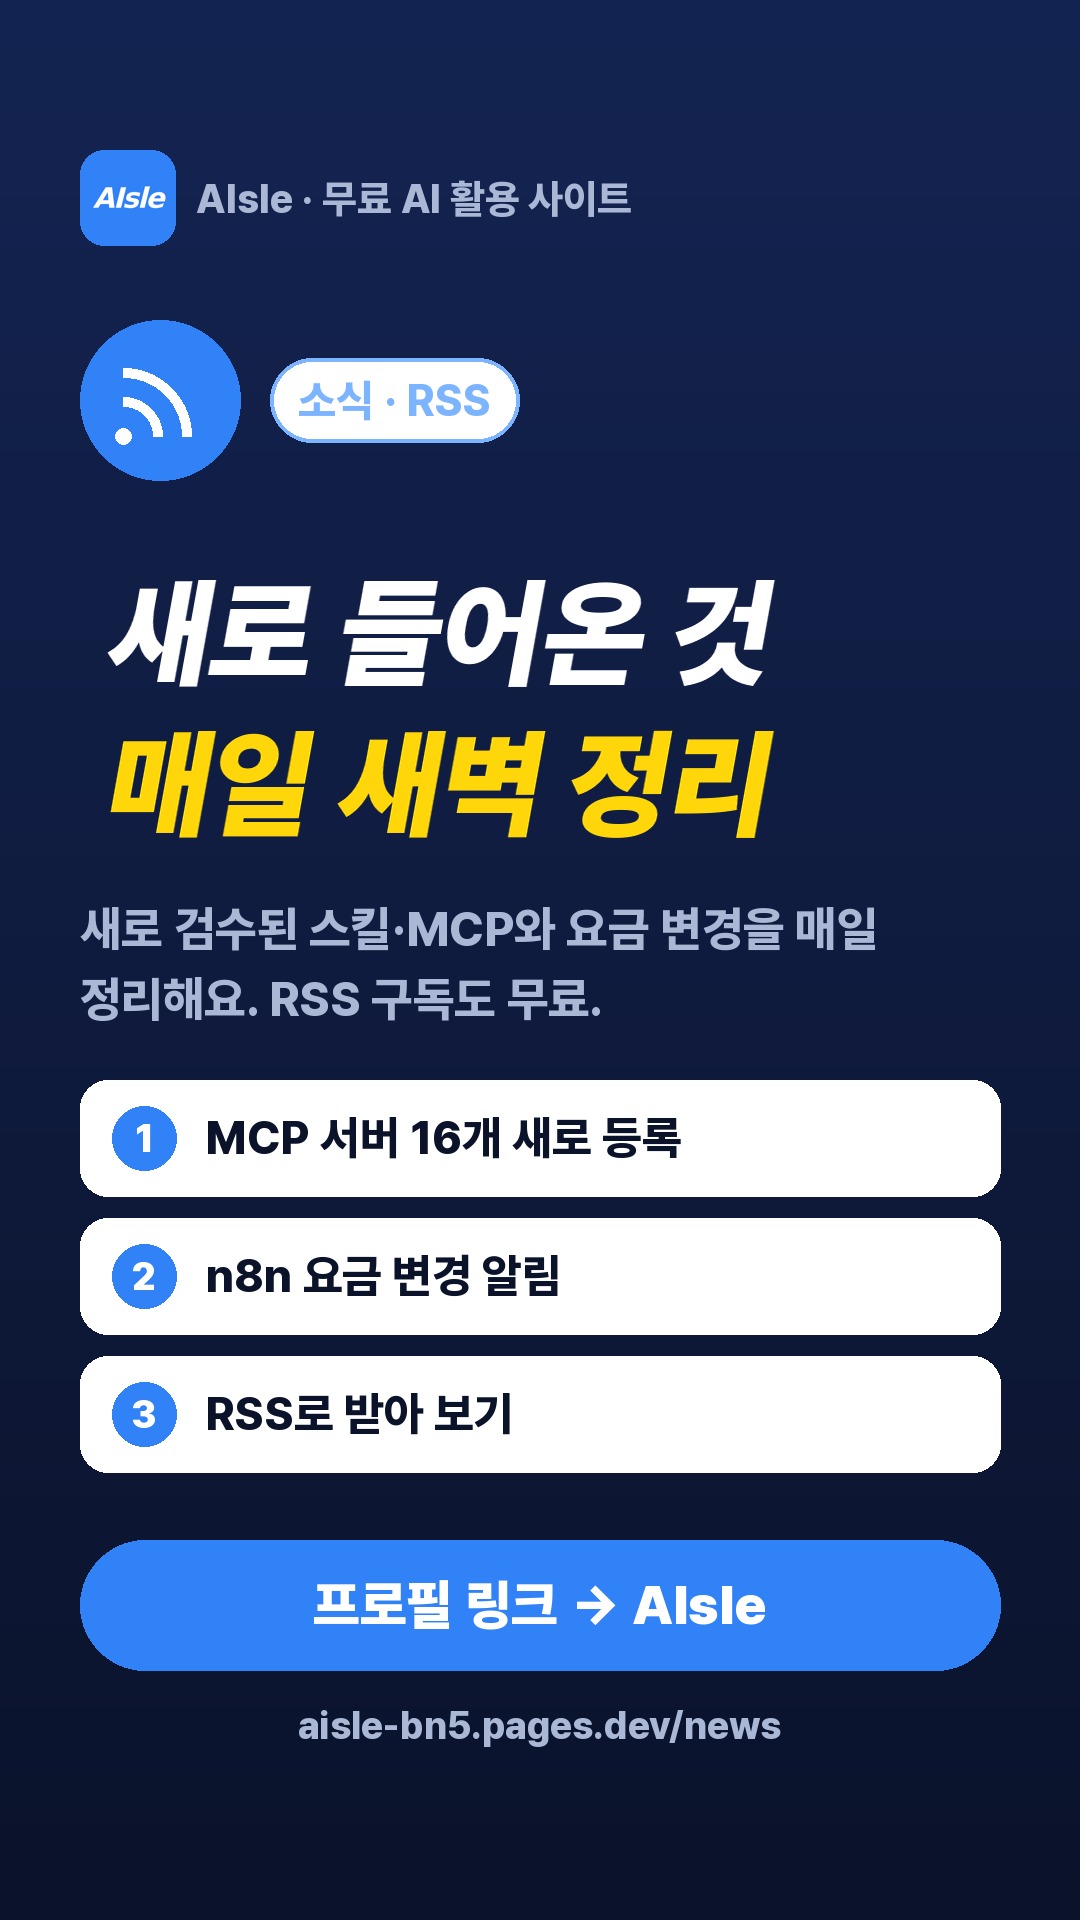 AIsle
AIsle · 무료 AI 활용 사이트
소식 · RSS
새로 들어온 것
매일 새벽 정리
새로 검수된 스킬·MCP와 요금 변경을 매일
정리해요. RSS 구독도 무료.
1 MCP 서버 16개 새로 등록
2 n8n 요금 변경 알림
3 RSS로 받아 보기
프로필 링크 → AIsle
aisle-bn5.pages.dev/news